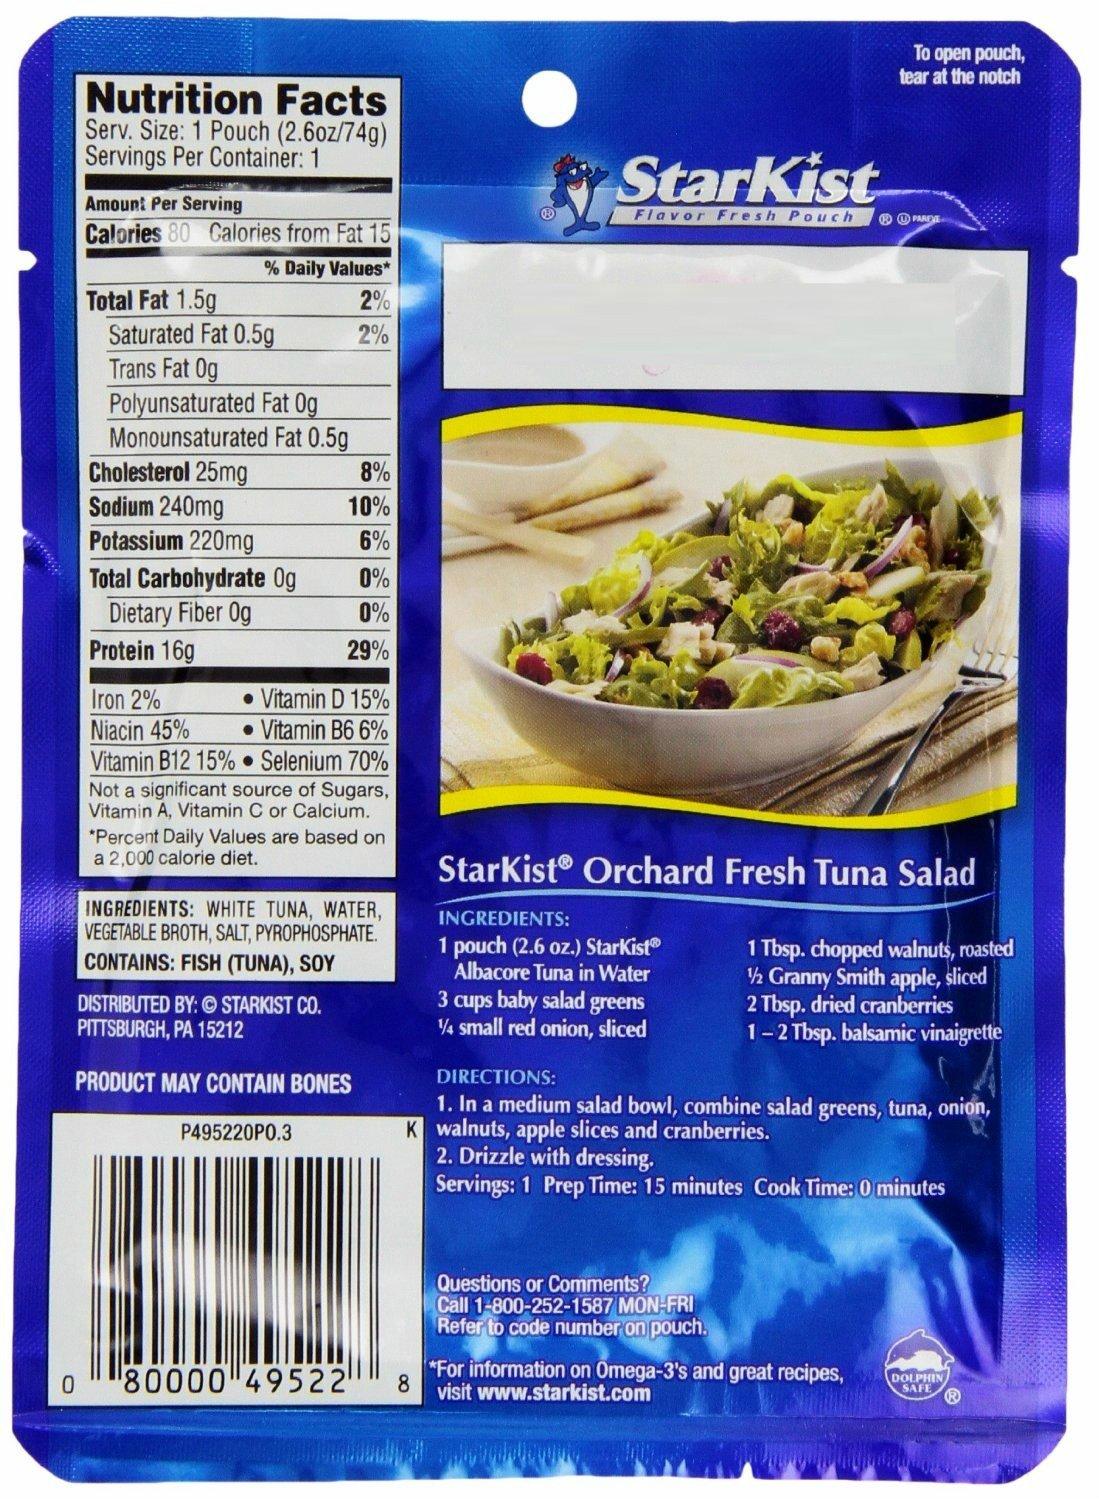 To open pouch,
tear at the notch
Nutrition Facts
Serv. Size: 1 Pouch (2.6oz/74g)
Servings Per Container: 1
Amount Per Serving
Calories 80 Calories from Fat 15
% Daily Values*
Total Fat 1.5g 2%
Saturated Fat 0.5g 2%
Trans Fat 0g
Polyunsaturated Fat 0g
Monounsaturated Fat 0.5g
Cholesterol 25mg 8%
Sodium 240mg 10%
Potassium 220mg 6%
Total Carbohydrate 0g 0%
Dietary Fiber 0g 0%
Protein 16g 29%
Iron 2% • Vitamin D 15%
Niacin 45% • Vitamin B6 6%
Vitamin B12 15% • Selenium 70%
Not a significant source of Sugars,
Vitamin A, Vitamin C or Calcium.
*Percent Daily Values are based on
a 2,000 calorie diet.
INGREDIENTS: WHITE TUNA, WATER,
VEGETABLE BROTH, SALT, PYROPHOSPHATE.
CONTAINS: FISH (TUNA), SOY
DISTRIBUTED BY: © STARKIST CO.
PITTSBURGH, PA 15212
PRODUCT MAY CONTAIN BONES
P495220P0.3 K
0 80000 49522 8
StarKist
® Flavor Fresh Pouch ® Ⓤ PAREVE
StarKist® Orchard Fresh Tuna Salad
INGREDIENTS:
1 pouch (2.6 oz.) StarKist®
Albacore Tuna in Water
3 cups baby salad greens
¼ small red onion, sliced
1 Tbsp. chopped walnuts, roasted
½ Granny Smith apple, sliced
2 Tbsp. dried cranberries
1 – 2 Tbsp. balsamic vinaigrette
DIRECTIONS:
1. In a medium salad bowl, combine salad greens, tuna, onion,
walnuts, apple slices and cranberries.
2. Drizzle with dressing.
Servings: 1 Prep Time: 15 minutes Cook Time: 0 minutes
Questions or Comments?
Call 1-800-252-1587 MON-FRI
Refer to code number on pouch.
*For information on Omega-3's and great recipes,
visit www.starkist.com
DOLPHIN
SAFE ®